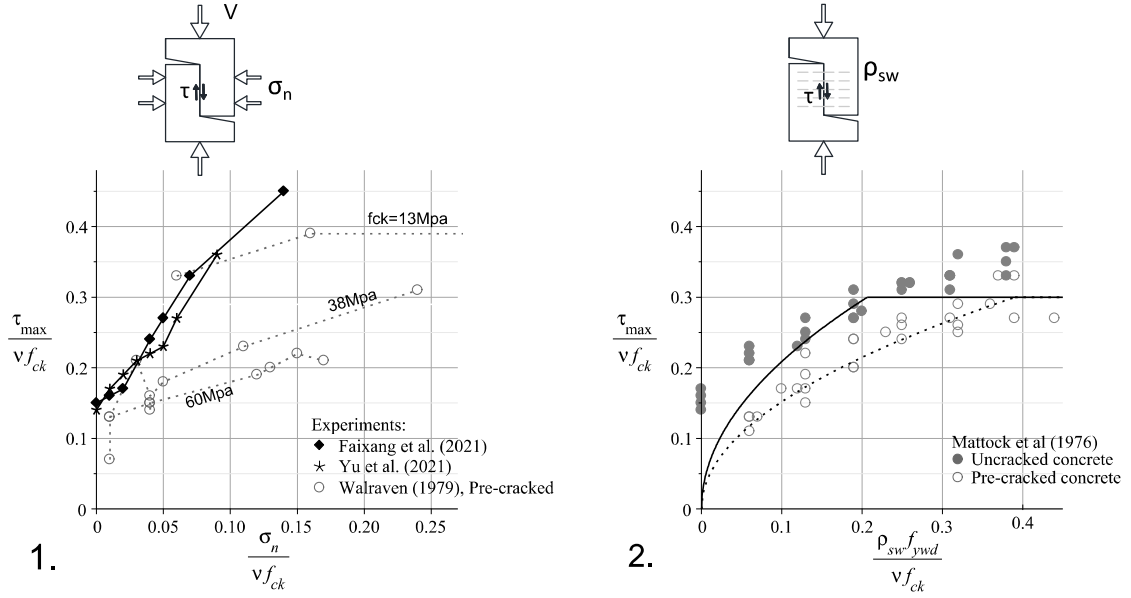 V
τ
σn
τmax
νfck
0.4
0.3
0.2
0.1
0
fck=13Mpa
38Mpa
60Mpa
Experiments:
Faixang et al. (2021)
Yu et al. (2021)
Walraven (1979), Pre-cracked
0 0.05 0.10 0.15 0.20 0.25
σn
νfck
1.
ρsw
τ
τmax
νfck
0.4
0.3
0.2
0.1
0
Mattock et al (1976)
Uncracked concrete
Pre-cracked concrete
0 0.1 0.2 0.3 0.4
ρsw fywd
νfck
2.